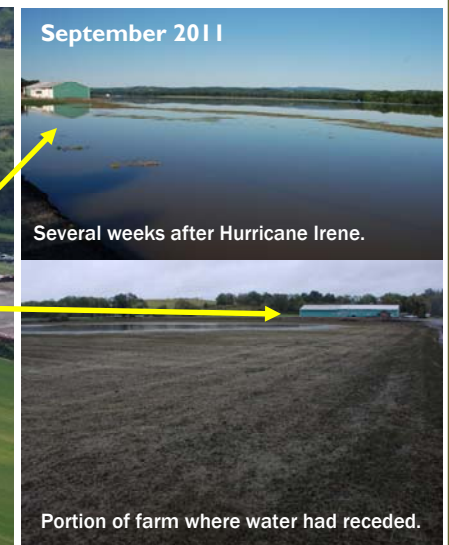 September 2011
Several weeks after Hurricane Irene.
Portion of farm where water had receded.